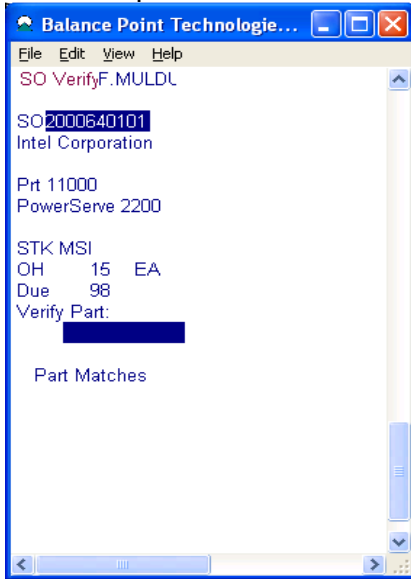 Balance Point Technologie...
File Edit View Help
SO VerifyF.MULDU
SO2000640101
Intel Corporation
Prt 11000
PowerServe 2200
STK MSI
OH 15 EA
Due 98
Verify Part:
Part Matches